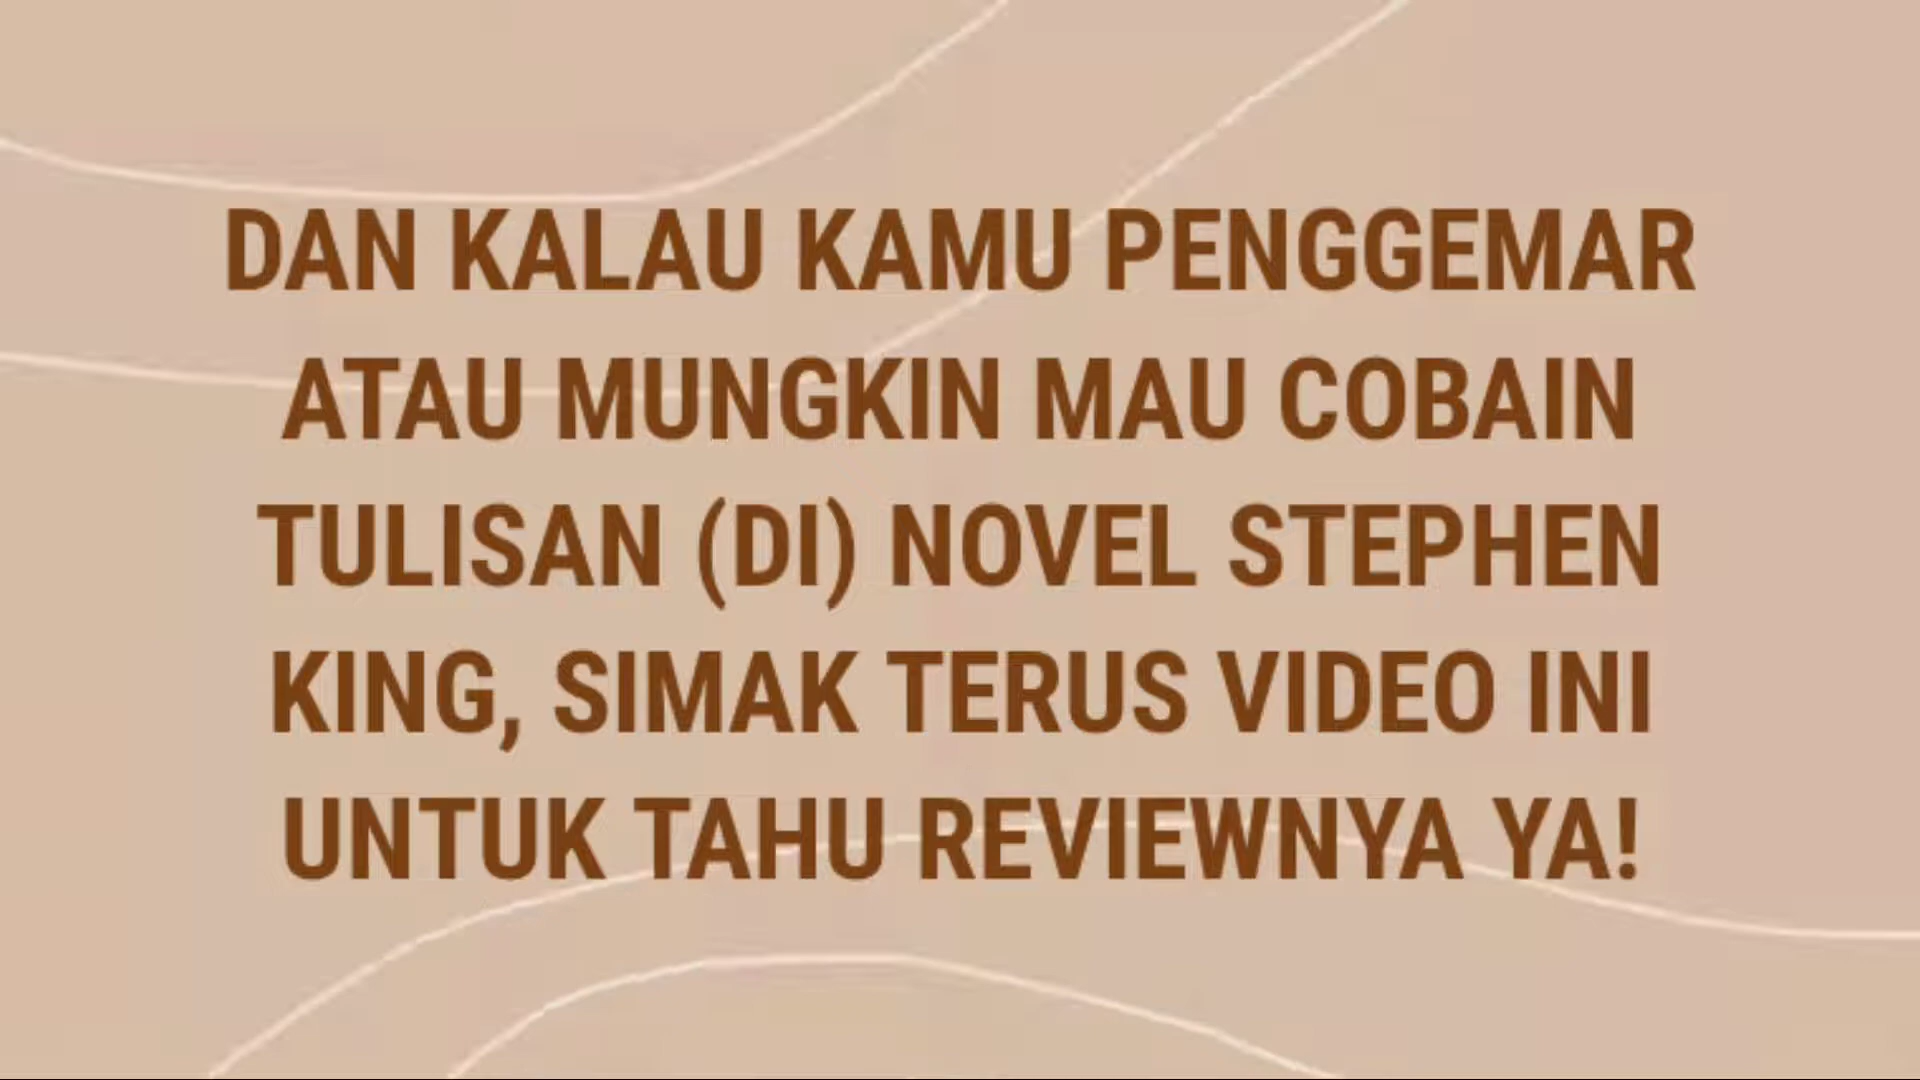 DAN KALAU KAMU PENGGEMAR
ATAU MUNGKIN MAU COBAIN
TULISAN (DI) NOVEL STEPHEN
KING, SIMAK TERUS VIDEO INI
UNTUK TAHU REVIEWNYA YA!